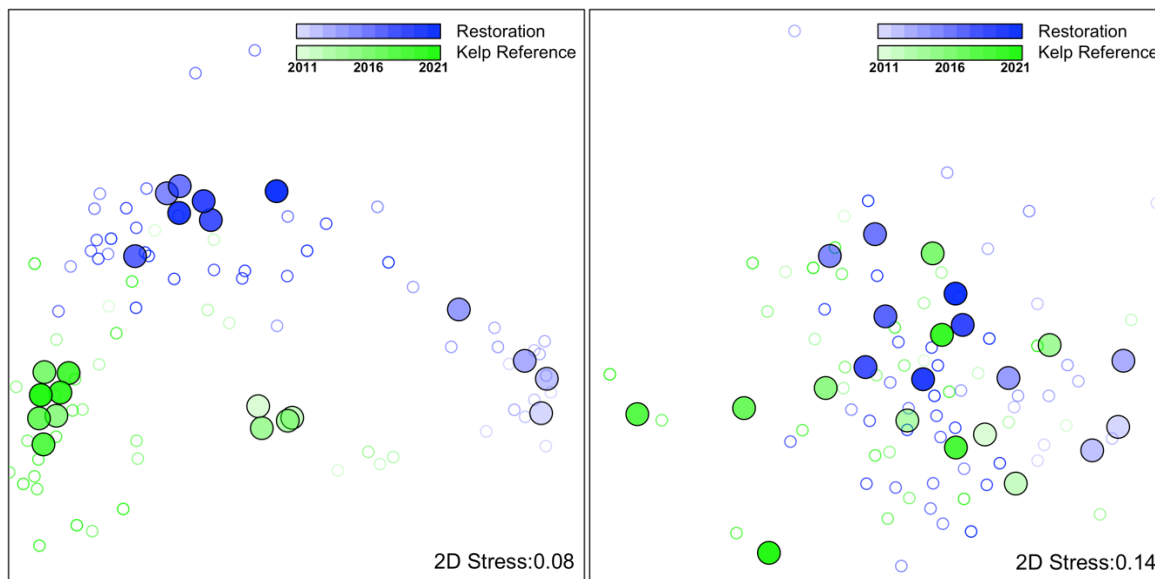 Restoration
Kelp Reference
2011 2016 2021
2D Stress:0.08
Restoration
Kelp Reference
2011 2016 2021
2D Stress:0.14